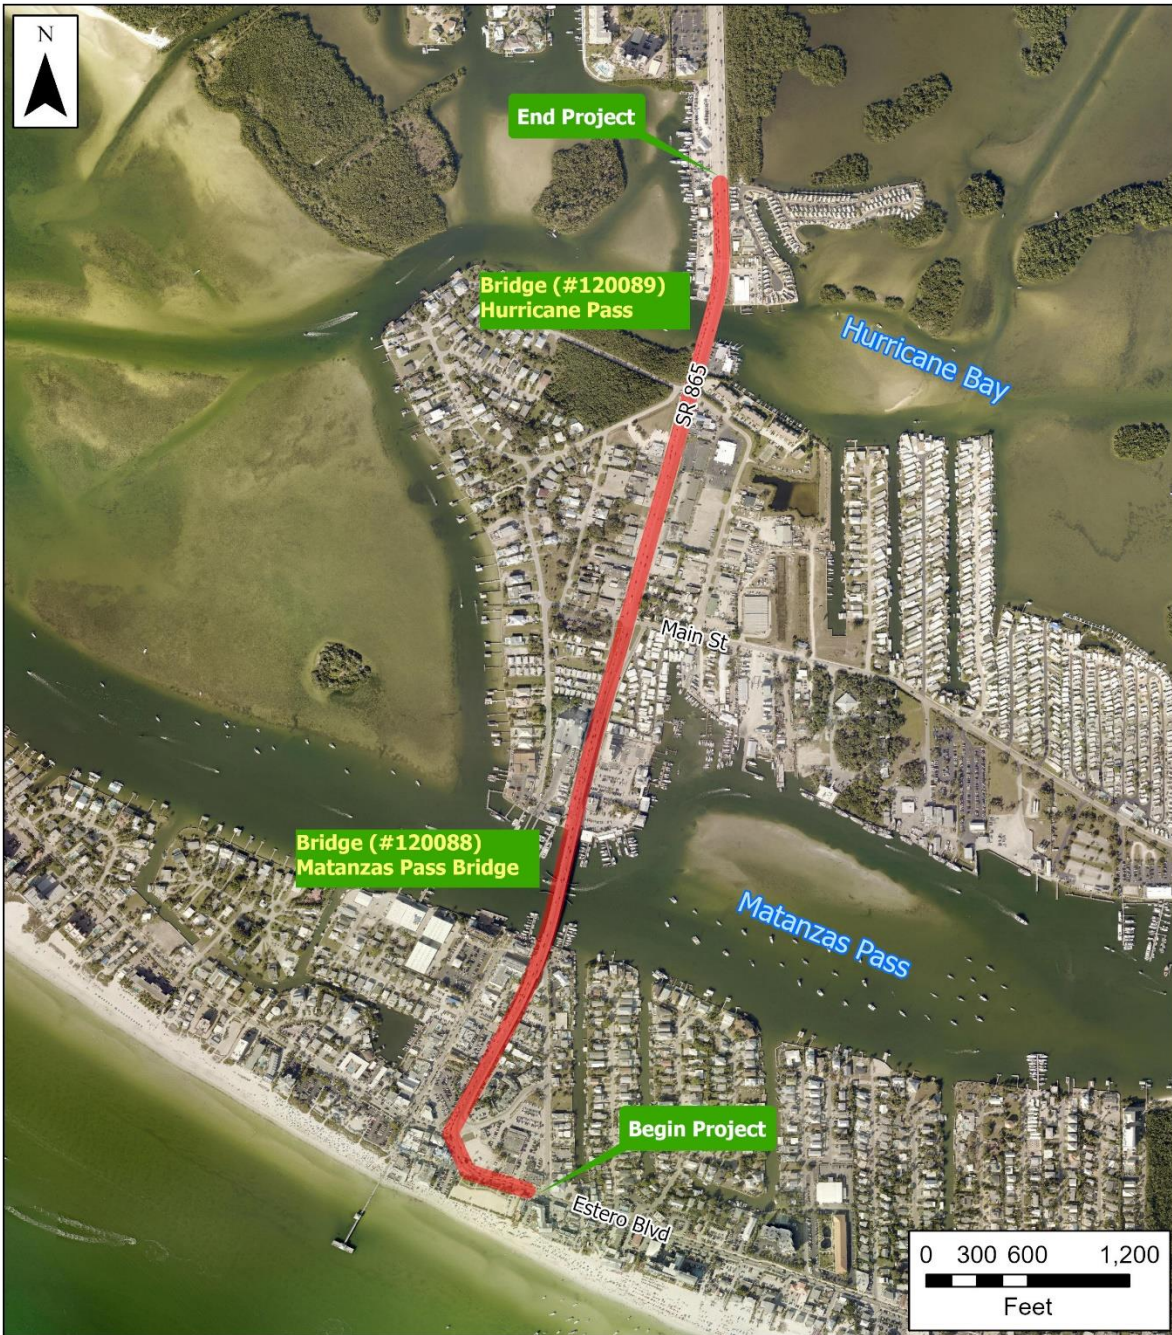 N
End Project
Bridge (#120089)
Hurricane Pass
Hurricane Bay
SR 865
Main St
Bridge (#120088)
Matanzas Pass Bridge
Matanzas Pass
Begin Project
Estero Blvd
0 300 600 1,200
Feet